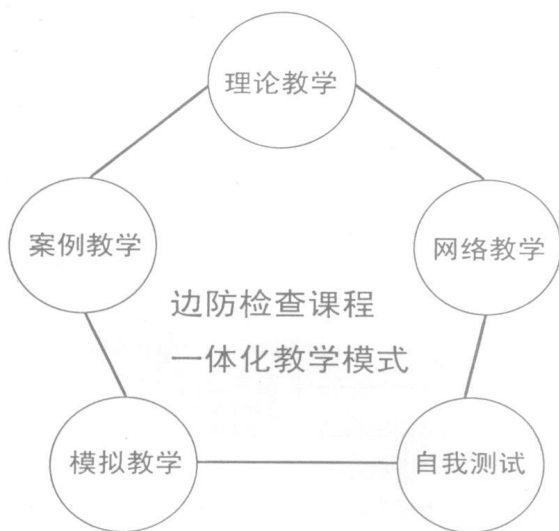 理论教学
案例教学
网络教学
边防检查课程
一体化教学模式
模拟教学
自我测试